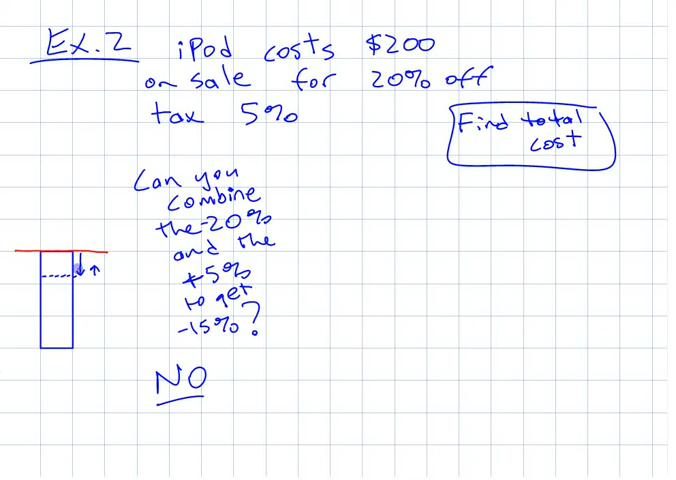 Ex. 2 iPod costs $200
on sale for 20% off
tax 5%
Find total
cost
Can you
combine
the -20%
and the
+5%
to get
-15%?
NO